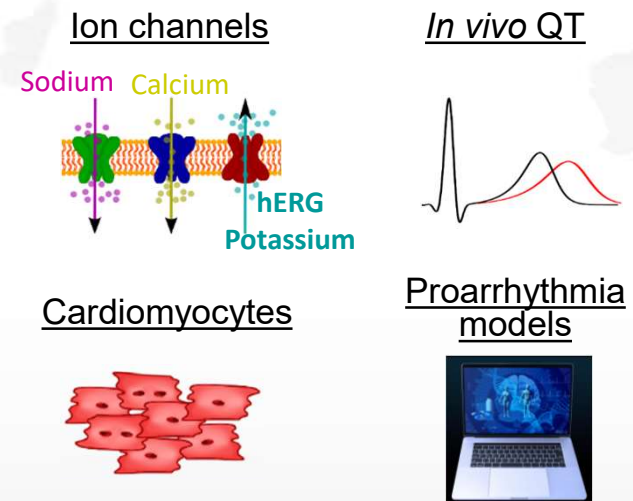 Ion channels
In vivo QT
Sodium
Calcium
hERG
Potassium
Cardiomyocytes
Proarrhythmia
models